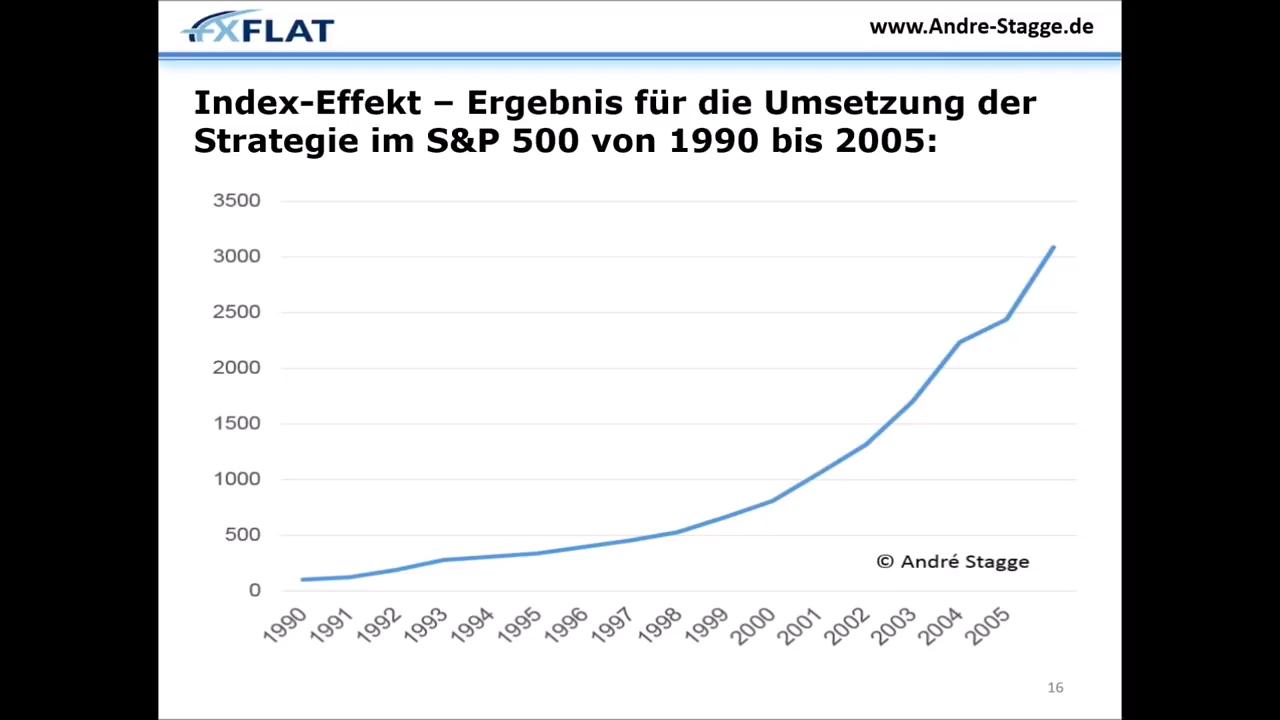 FXFLAT
www.Andre-Stagge.de
Index-Effekt – Ergebnis für die Umsetzung der
Strategie im S&P 500 von 1990 bis 2005:
3500
3000
2500
2000
1500
1000
500
0
© André Stagge
1990 1991 1992 1993 1994 1995 1996 1997 1998 1999 2000 2001 2002 2003 2004 2005
16